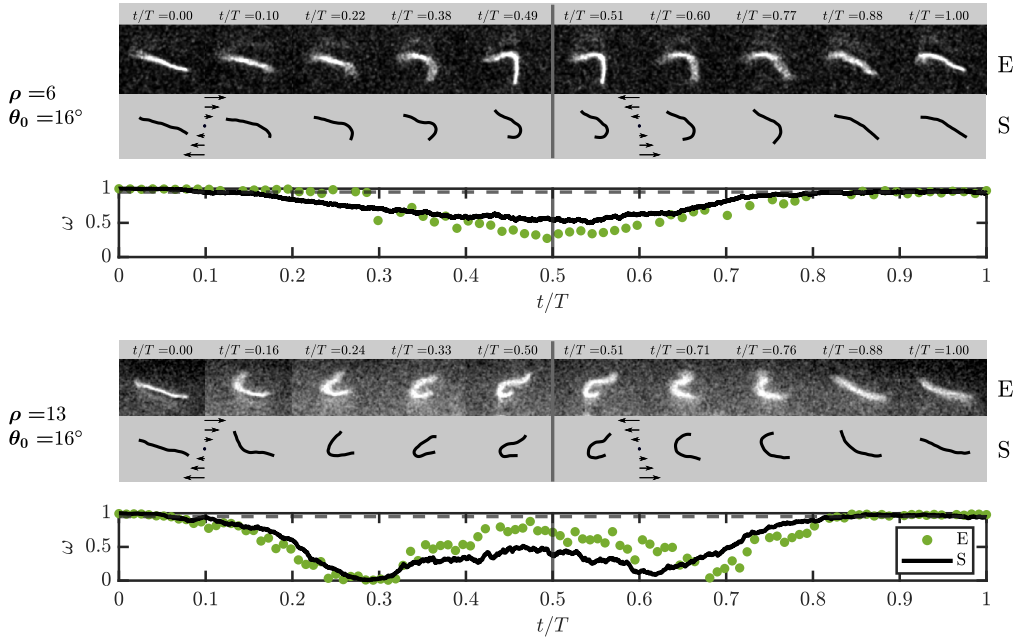 t/T =0.00 t/T =0.10 t/T =0.22 t/T =0.38 t/T =0.49 t/T =0.51 t/T =0.60 t/T =0.77 t/T =0.88 t/T =1.00
E
ρ =6
θ₀ =16°
S
1
0.5
0
ω
0 0.1 0.2 0.3 0.4 0.5 0.6 0.7 0.8 0.9 1
t/T
t/T =0.00 t/T =0.16 t/T =0.24 t/T =0.33 t/T =0.50 t/T =0.51 t/T =0.71 t/T =0.76 t/T =0.88 t/T =1.00
E
ρ =13
θ₀ =16°
S
1
0.5
0
ω
E
S
0 0.1 0.2 0.3 0.4 0.5 0.6 0.7 0.8 0.9 1
t/T